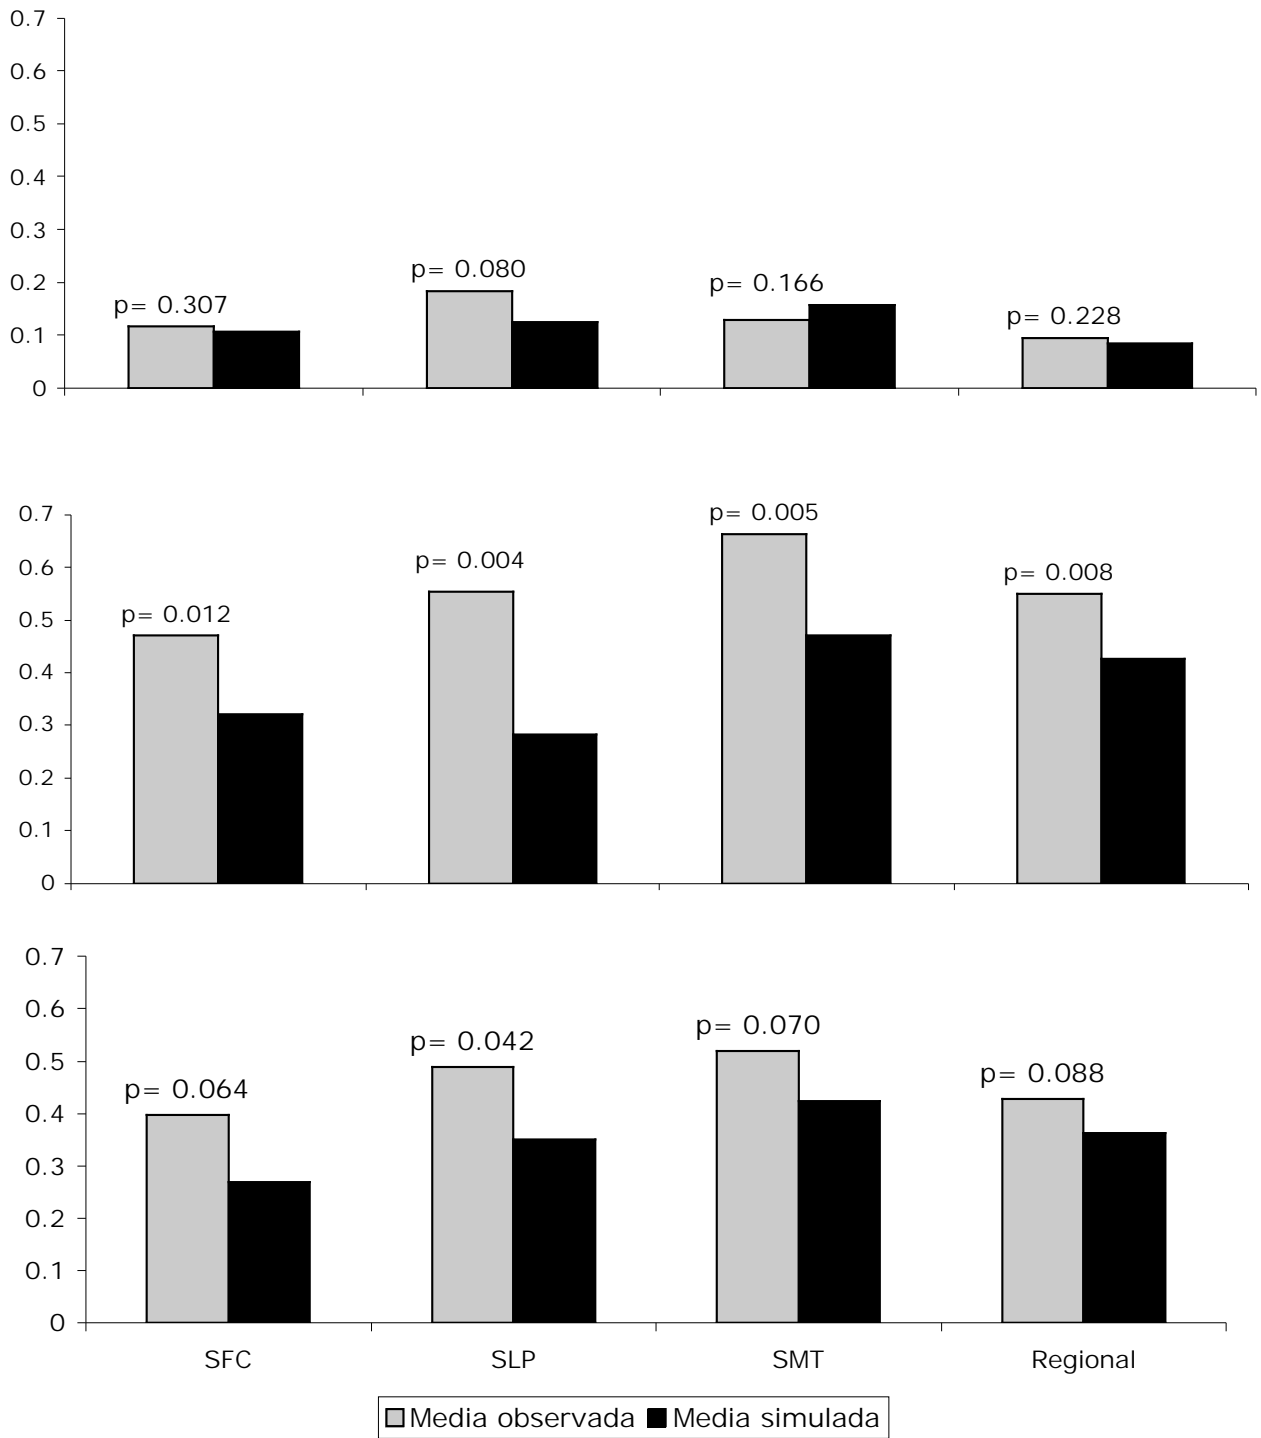 0.7
0.6
0.5
0.4
0.3
0.2
0.1
0
p= 0.307
p= 0.080
p= 0.166
p= 0.228
0.7
0.6
0.5
0.4
0.3
0.2
0.1
0
p= 0.012
p= 0.004
p= 0.005
p= 0.008
0.7
0.6
0.5
0.4
0.3
0.2
0.1
0
p= 0.064
p= 0.042
p= 0.070
p= 0.088
SFC SLP SMT Regional
Media observada Media simulada